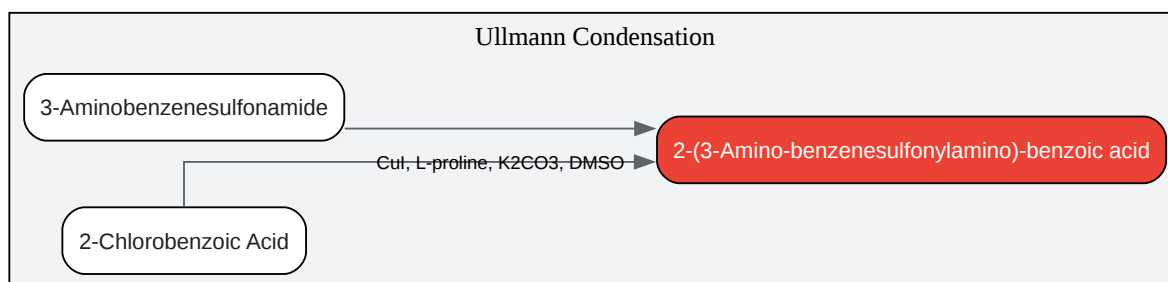 Ullmann Condensation
3-Aminobenzenesulfonamide
2-(3-Amino-benzenesulfonylamino)-benzoic acid
CuI, L-proline, K2CO3, DMSO
2-Chlorobenzoic Acid